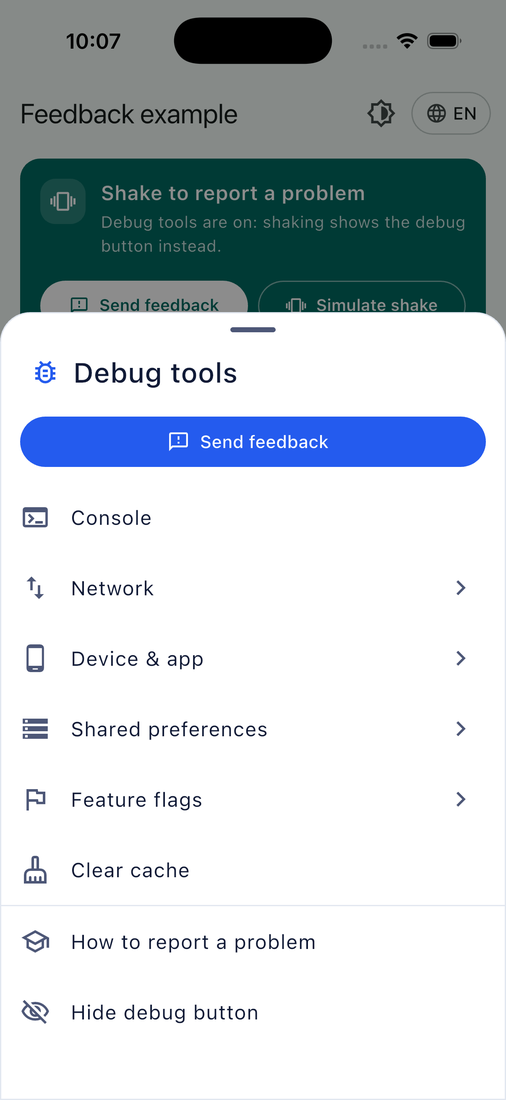 10:07
Feedback example
EN
Shake to report a problem
Debug tools are on: shaking shows the debug
button instead.
Send feedback
Simulate shake
Debug tools
Send feedback
Console
Network
Device & app
Shared preferences
Feature flags
Clear cache
How to report a problem
Hide debug button